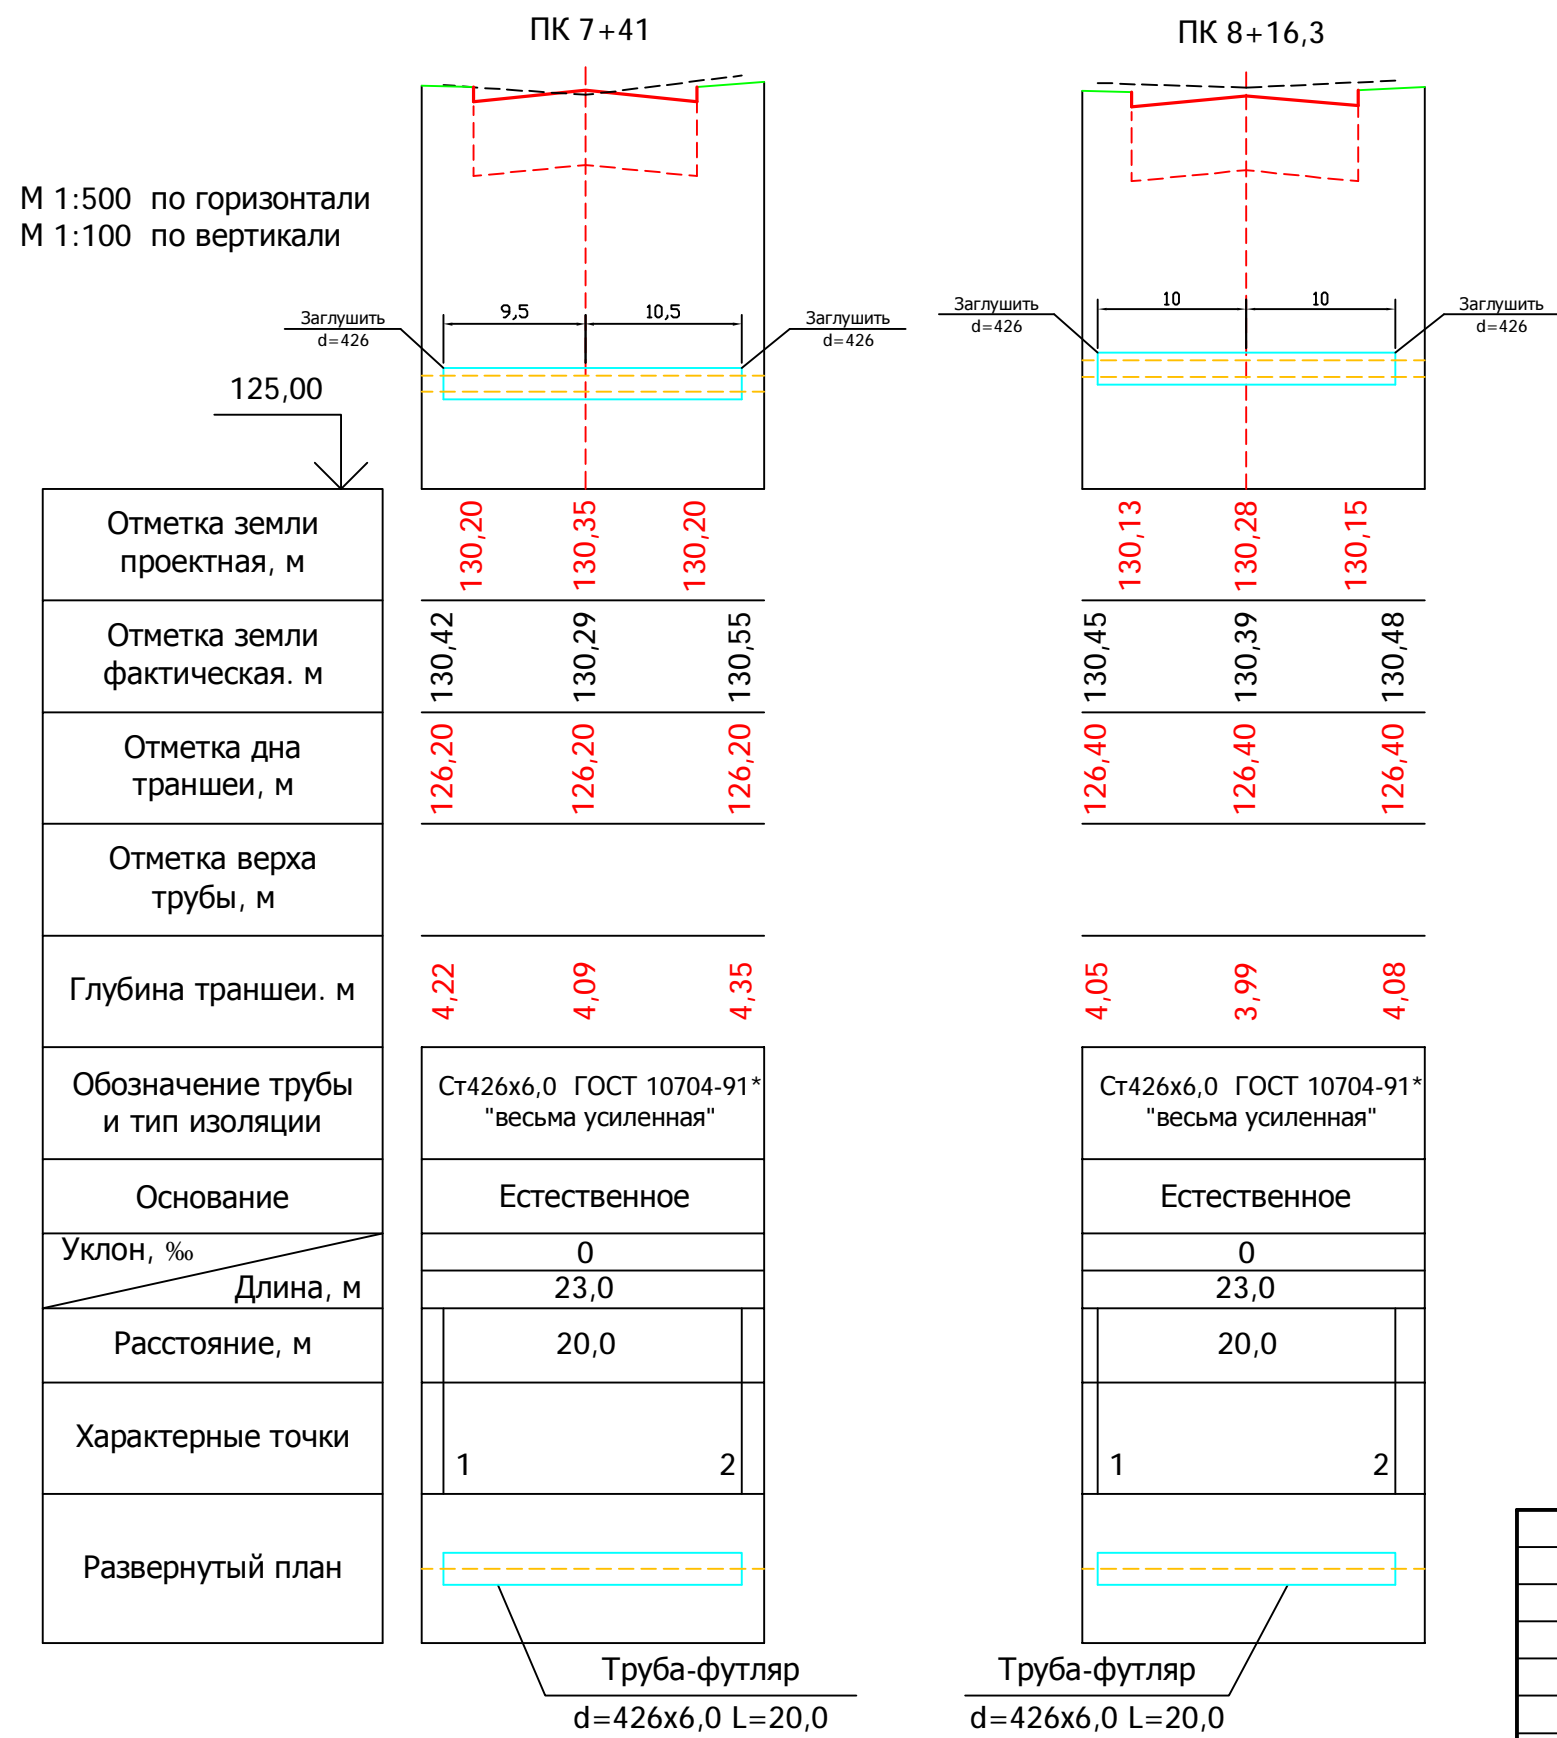 ПК 7+41
ПК 8+16,3
М 1:500 по горизонтали
М 1:100 по вертикали
Заглушить
d=426
9,5
10,5
Заглушить
d=426
Заглушить
d=426
10
10
Заглушить
d=426
125,00
Отметка земли
проектная, м
130,20
130,35
130,20
130,13
130,28
130,15
Отметка земли
фактическая. м
130,42
130,29
130,55
130,45
130,39
130,48
Отметка дна
траншеи, м
126,20
126,20
126,20
126,40
126,40
126,40
Отметка верха
трубы, м
Глубина траншеи. м
4,22
4,09
4,35
4,05
3,99
4,08
Обозначение трубы
и тип изоляции
Ст426х6,0 ГОСТ 10704-91*
"весьма усиленная"
Ст426х6,0 ГОСТ 10704-91*
"весьма усиленная"
Основание
Естественное
Естественное
Уклон, ‰
0
0
Длина, м
23,0
23,0
Расстояние, м
20,0
20,0
Характерные точки
1
2
1
2
Развернутый план
Труба-футляр
d=426х6,0 L=20,0
Труба-футляр
d=426х6,0 L=20,0